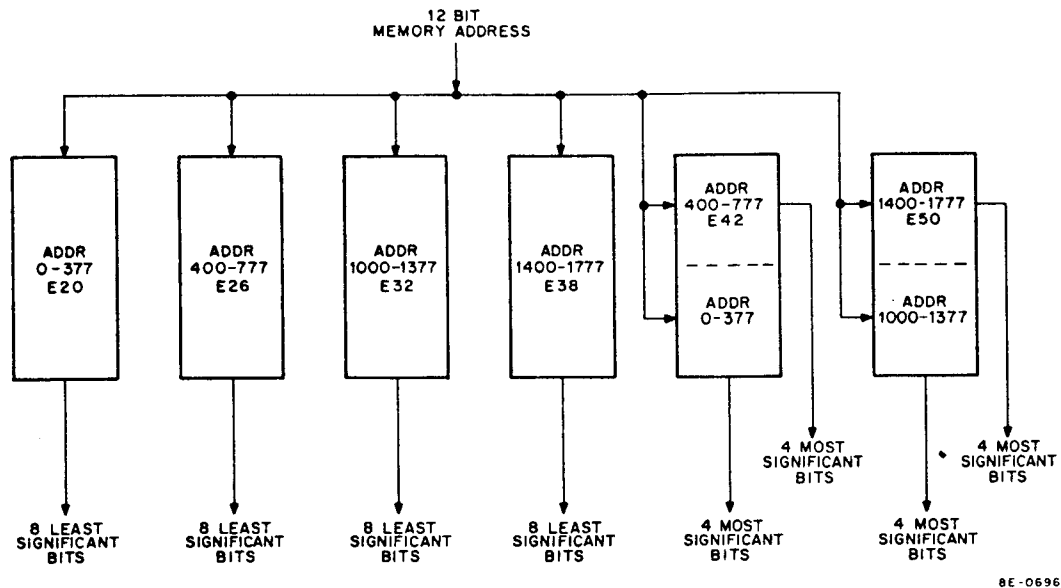 12 BIT
MEMORY ADDRESS
ADDR
0-377
E20
ADDR
400-777
E26
ADDR
1000-1377
E32
ADDR
1400-1777
E38
ADDR
400-777
E42
ADDR
0-377
ADDR
1400-1777
E50
ADDR
1000-1377
4 MOST
SIGNIFICANT
BITS
4 MOST
SIGNIFICANT
BITS
8 LEAST
SIGNIFICANT
BITS
8 LEAST
SIGNIFICANT
BITS
8 LEAST
SIGNIFICANT
BITS
8 LEAST
SIGNIFICANT
BITS
4 MOST
SIGNIFICANT
BITS
4 MOST
SIGNIFICANT
BITS
8E-0696